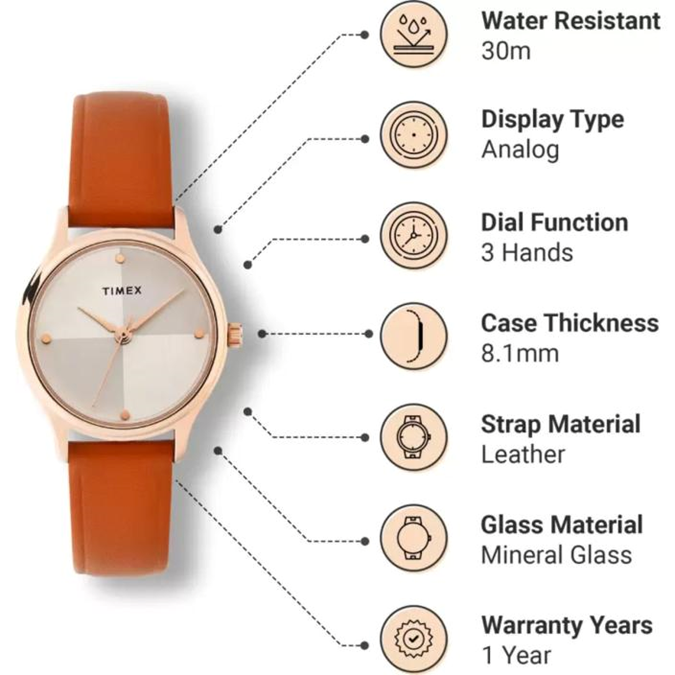 Water Resistant
30m
Display Type
Analog
Dial Function
3 Hands
TIMEX
Case Thickness
8.1mm
Strap Material
Leather
Glass Material
Mineral Glass
Warranty Years
1 Year